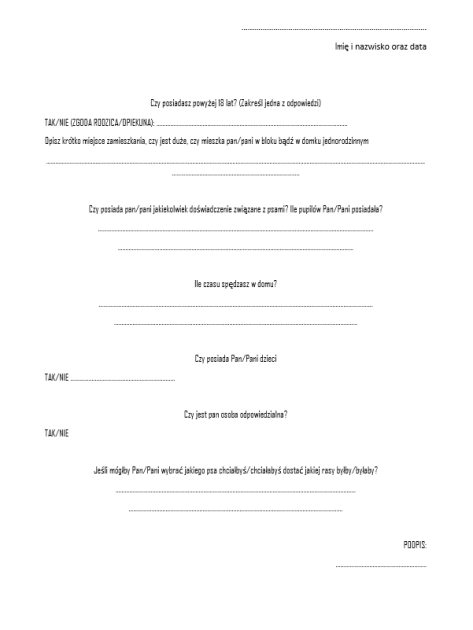 Imię i nazwisko oraz data
Czy posiadasz powyżej 18 lat? (Zakreśl jedna z odpowiedzi)
TAK/NIE (ZGODA RODZICA/OPIEKUNA): ................................................................
Opisz krótko miejsce zamieszkania, czy jest duże, czy mieszka pan/pani w bloku bądź w domku jednorodzinnym
Czy posiada pan/pani jakiekolwiek doświadczenie związane z psami? Ile pupilów Pan/Pani posiadała?
Ile czasu spędzasz w domu?
Czy posiada Pan/Pani dzieci
TAK/NIE ..................................................
Czy jest pan osoba odpowiedzialna?
TAK/NIE
Jeśli mógłby Pan/Pani wybrać jakiego psa chciałbyś/chciałabyś dostać jakiej rasy byłby/byłaby?
PODPIS: